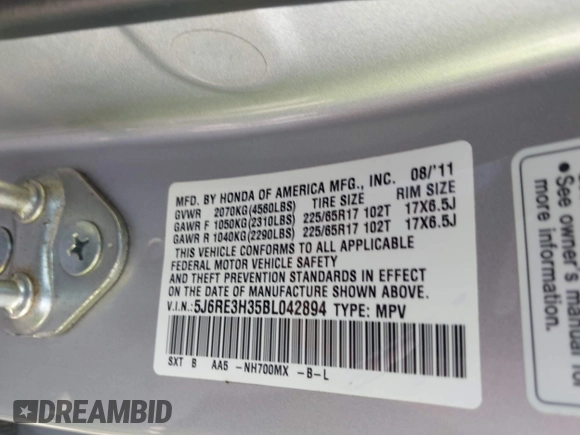 MFD. BY HONDA OF AMERICA MFG., INC. 08/'11
GVWR 2070KG(4560LBS) TIRE SIZE RIM SIZE
GAWR F 1050KG(2310LBS) 225/65R17 102T 17X6.5J
GAWR R 1040KG(2290LBS) 225/65R17 102T 17X6.5J
THIS VEHICLE CONFORMS TO ALL APPLICABLE
FEDERAL MOTOR VEHICLE SAFETY
AND THEFT PREVENTION STANDARDS IN EFFECT
ON THE DATE OF MANUFACTURE SHOWN ABOVE.
V.I.N.:5J6RE3H35BL042894 TYPE: MPV
SXT B AA5 -NH700MX -B-L
• See owner's
manual for
DREAMBID